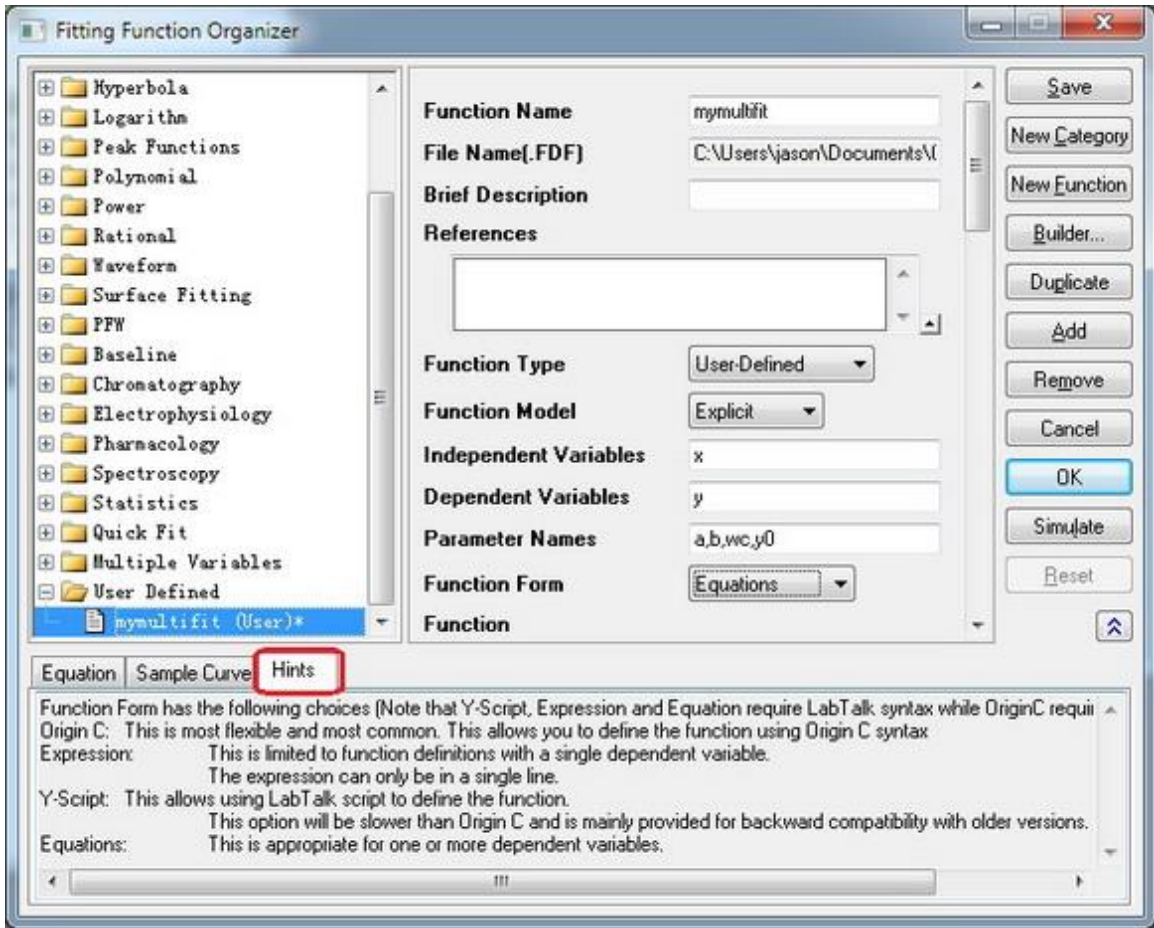 Fitting Function Organizer
Hyperbola
Logarithm
Peak Functions
Polynomial
Power
Rational
Waveform
Surface Fitting
PFW
Baseline
Chromatography
Electrophysiology
Pharmacology
Spectroscopy
Statistics
Quick Fit
Multiple Variables
User Defined
mymultifit (User)*
Function Name mymultifit
File Name(.FDF) C:\Users\jason\Documents\
Brief Description
References
Function Type User-Defined
Function Model Explicit
Independent Variables x
Dependent Variables y
Parameter Names a,b,wc,y0
Function Form Equations
Function
Save
New Category
New Function
Builder...
Duplicate
Add
Remove
Cancel
OK
Simulate
Reset
Equation Sample Curve Hints
Function Form has the following choices (Note that Y-Script, Expression and Equation require LabTalk syntax while OriginC requii
Origin C: This is most flexible and most common. This allows you to define the function using Origin C syntax
Expression: This is limited to function definitions with a single dependent variable.
The expression can only be in a single line.
Y-Script: This allows using LabTalk script to define the function.
This option will be slower than Origin C and is mainly provided for backward compatibility with older versions.
Equations: This is appropriate for one or more dependent variables.